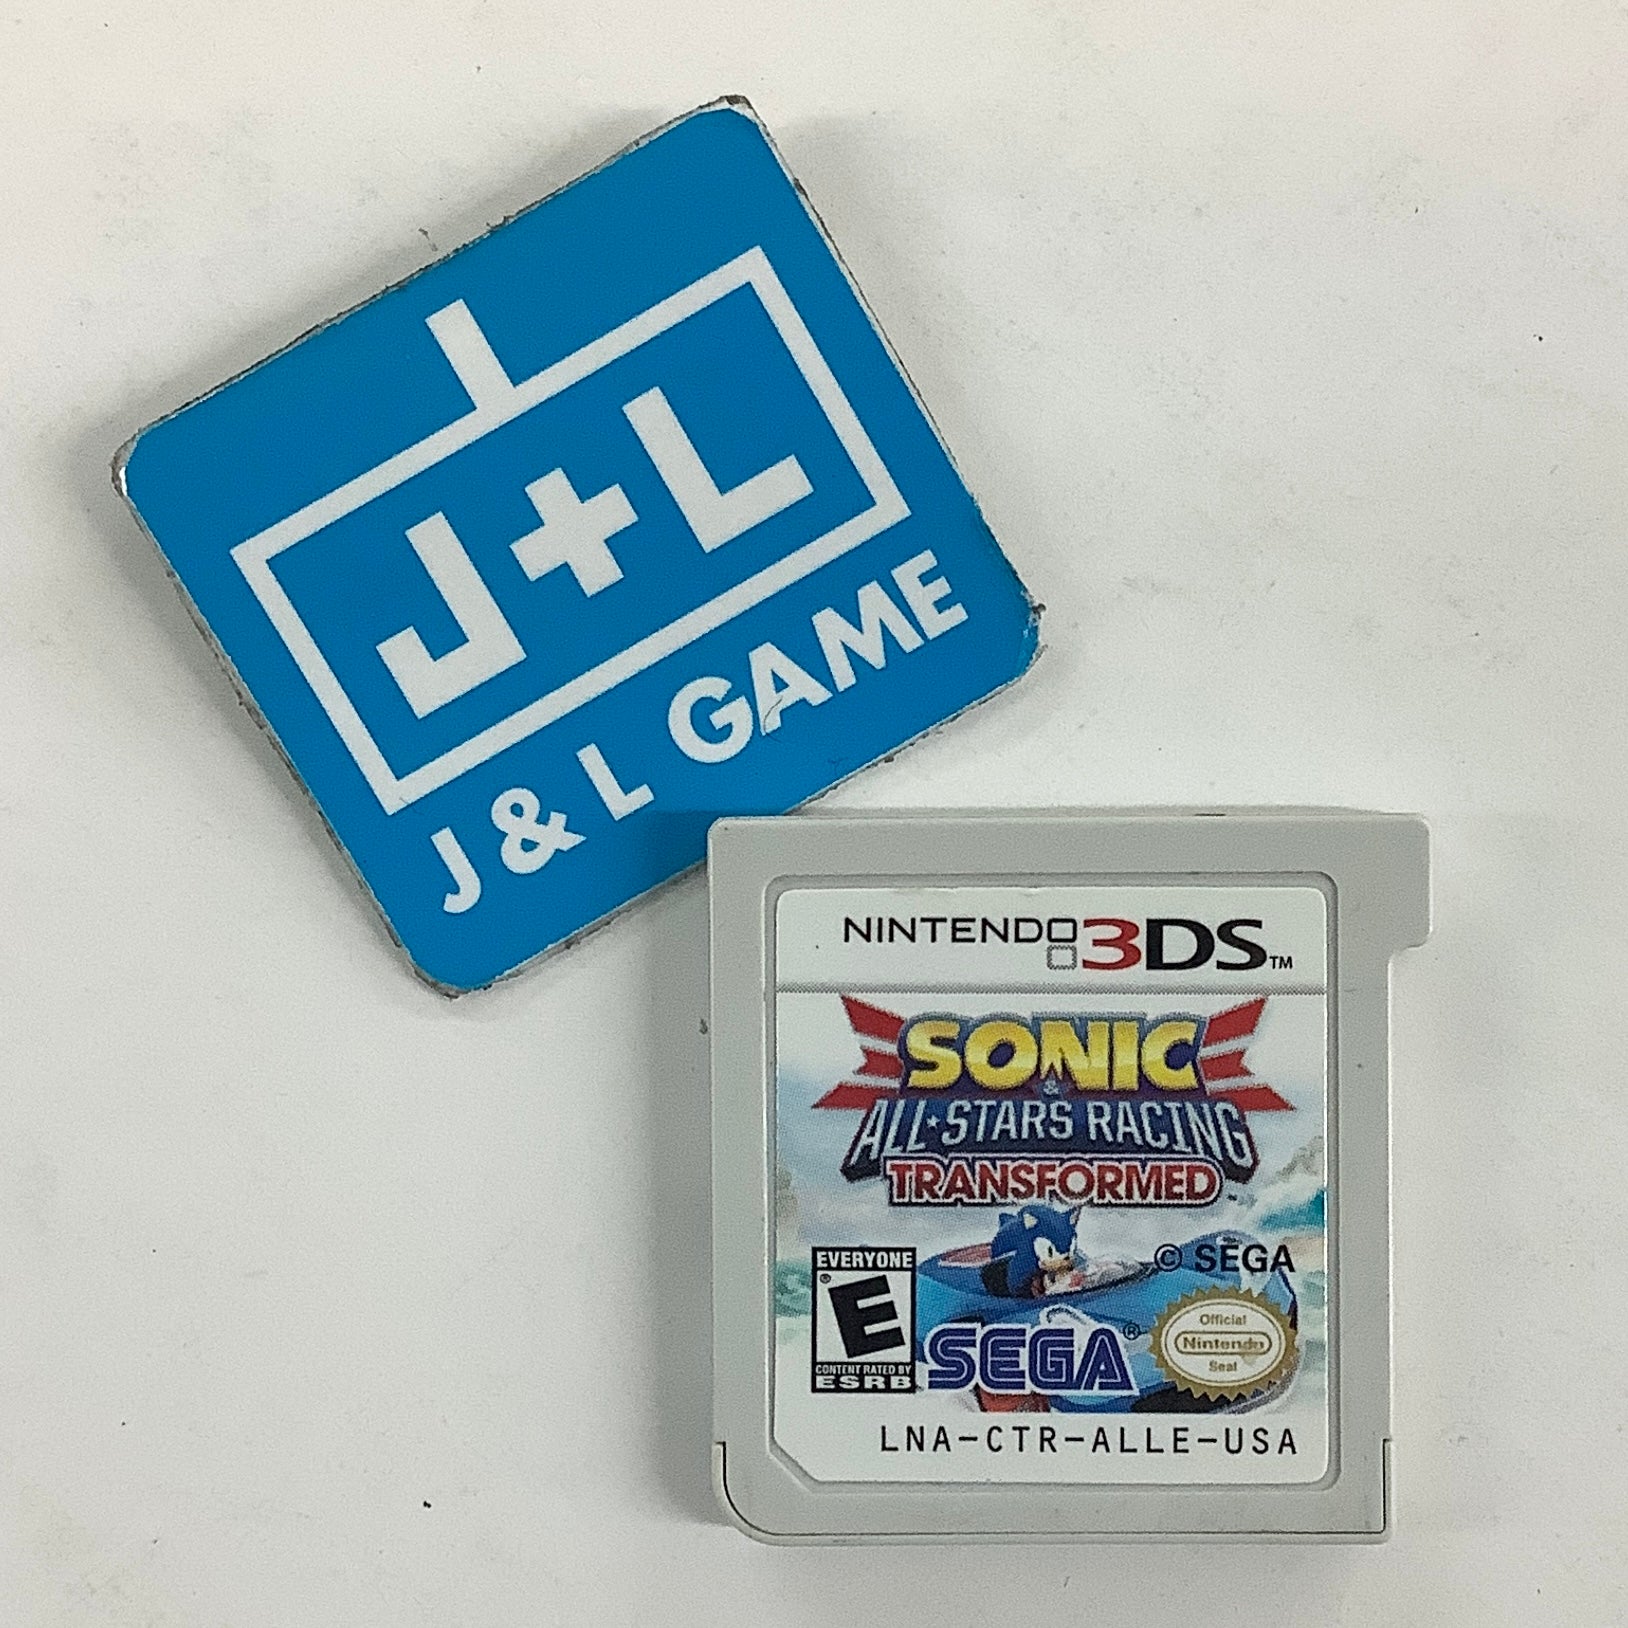 J+L
J & L GAME
NINTENDO 3DS™
SONIC
&
ALL★STARS RACING
TRANSFORMED™
EVERYONE
E®
CONTENT RATED BY
ESRB
© SEGA
SEGA®
Official
Nintendo
Seal
LNA-CTR-ALLE-USA